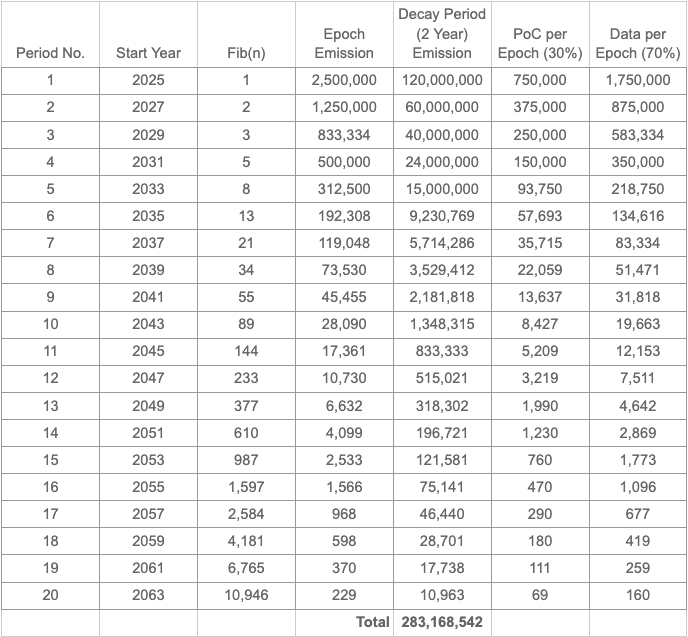 Period No. Start Year Fib(n) Epoch Emission Decay Period (2 Year) Emission PoC per Epoch (30%) Data per Epoch (70%)
1 2025 1 2,500,000 120,000,000 750,000 1,750,000
2 2027 2 1,250,000 60,000,000 375,000 875,000
3 2029 3 833,334 40,000,000 250,000 583,334
4 2031 5 500,000 24,000,000 150,000 350,000
5 2033 8 312,500 15,000,000 93,750 218,750
6 2035 13 192,308 9,230,769 57,693 134,616
7 2037 21 119,048 5,714,286 35,715 83,334
8 2039 34 73,530 3,529,412 22,059 51,471
9 2041 55 45,455 2,181,818 13,637 31,818
10 2043 89 28,090 1,348,315 8,427 19,663
11 2045 144 17,361 833,333 5,209 12,153
12 2047 233 10,730 515,021 3,219 7,511
13 2049 377 6,632 318,302 1,990 4,642
14 2051 610 4,099 196,721 1,230 2,869
15 2053 987 2,533 121,581 760 1,773
16 2055 1,597 1,566 75,141 470 1,096
17 2057 2,584 968 46,440 290 677
18 2059 4,181 598 28,701 180 419
19 2061 6,765 370 17,738 111 259
20 2063 10,946 229 10,963 69 160
Total 283,168,542